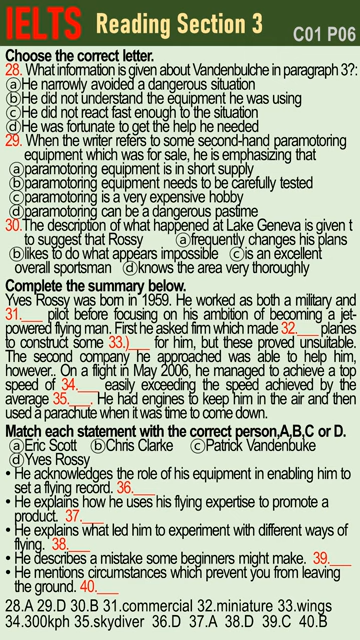 IELTS Reading Section 3 C01 P06
Choose the correct letter.
28. What information is given about Vandenbulche in paragraph 3?:
ⓐHe narrowly avoided a dangerous situation
ⓑHe did not understand the equipment he was using
ⓒHe did not react fast enough to the situation
ⓓHe was fortunate to get the help he needed
29. When the writer refers to some second-hand paramotoring
equipment which was for sale, he is emphasizing that
ⓐparamotoring equipment is in short supply
ⓑparamotoring equipment needs to be carefully tested
ⓒparamotoring is a very expensive hobby
ⓓparamotoring can be a dangerous pastime
30.The description of what happened at Lake Geneva is given t
to suggest that Rossy ⓐfrequently changes his plans
ⓑlikes to do what appears impossible ⓒis an excellent
overall sportsman ⓓknows the area very thoroughly
Complete the summary below.
Yves Rossy was born in 1959. He worked as both a military and
31.___ pilot before focusing on his ambition of becoming a jet-
powered flying man. First he asked firm which made 32.___planes
to construct some 33.)___ for him, but these proved unsuitable.
The second company he approached was able to help him,
however.. On a flight in May 2006, he managed to achieve a top
speed of 34.___ easily exceeding the speed achieved by the
average 35.___. He had engines to keep him in the air and then
used a parachute when it was time to come down.
Match each statement with the correct person,A,B,C or D.
ⓐEric Scott ⓑChris Clarke ⓒPatrick Vandenbuke
ⓓYves Rossy
• He acknowledges the role of his equipment in enabling him to
set a flying record. 36.___
• He explains how he uses his flying expertise to promote a
product. 37.___
• He explains what led him to experiment with different ways of
flying. 38.___
• He describes a mistake some beginners might make. 39.___
• He mentions circumstances which prevent you from leaving
the ground. 40.___
28.A 29.D 30.B 31.commercial 32.miniature 33.wings
34.300kph 35.skydiver 36.D 37.A 38.D 39.C 40.B